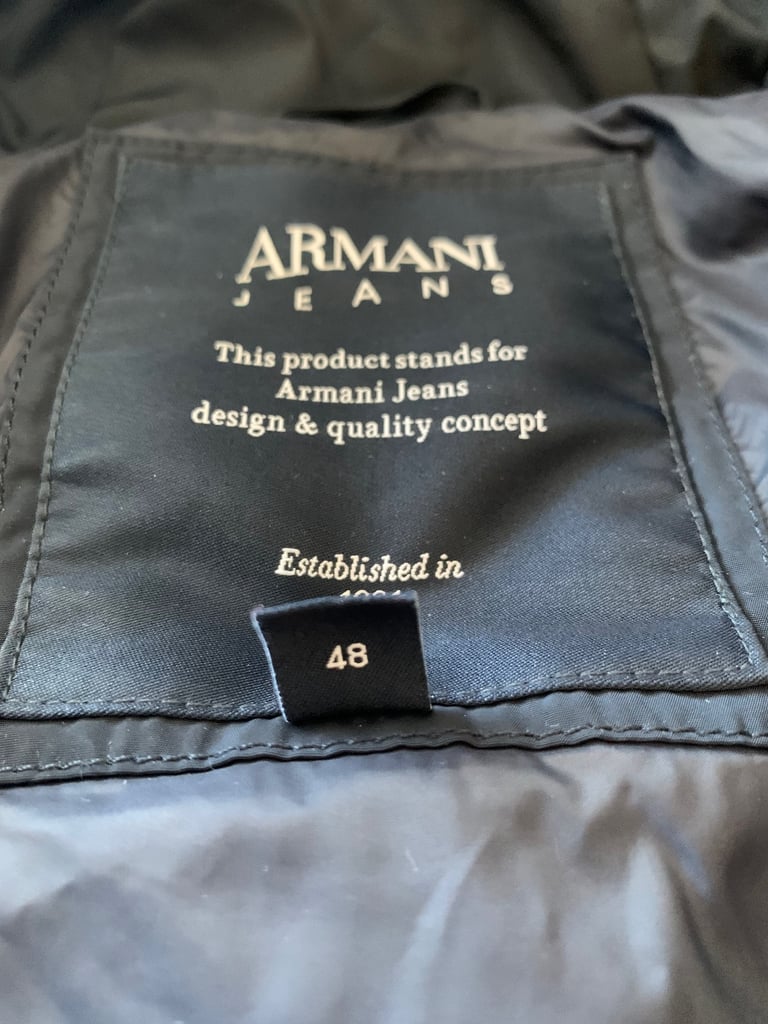 ARMANI
JEANS
This product stands for
Armani Jeans
design & quality concept
Established in
48